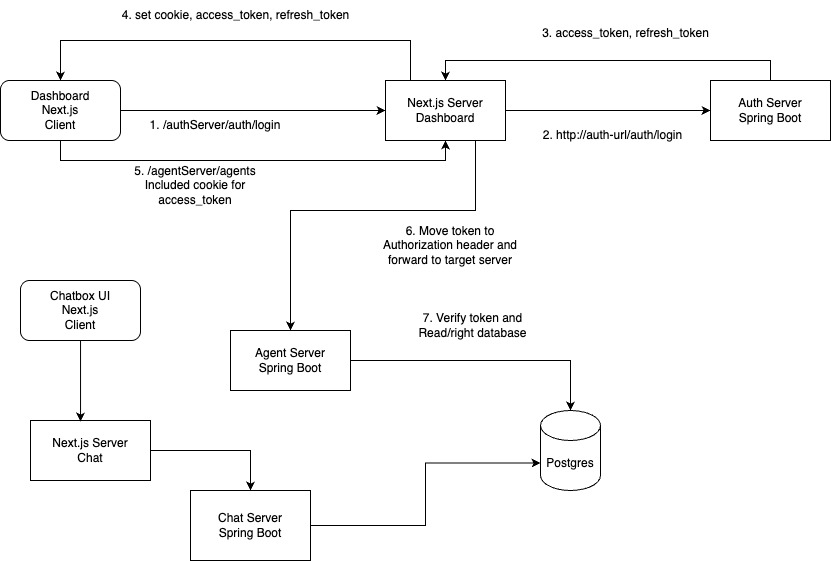 4. set cookie, access_token, refresh_token
3. access_token, refresh_token
Dashboard
Next.js
Client
1. /authServer/auth/login
Next.js Server
Dashboard
2. http://auth-url/auth/login
Auth Server
Spring Boot
5. /agentServer/agents
Included cookie for
access_token
6. Move token to
Authorization header and
forward to target server
Chatbox UI
Next.js
Client
7. Verify token and
Read/right database
Agent Server
Spring Boot
Next.js Server
Chat
Postgres
Chat Server
Spring Boot